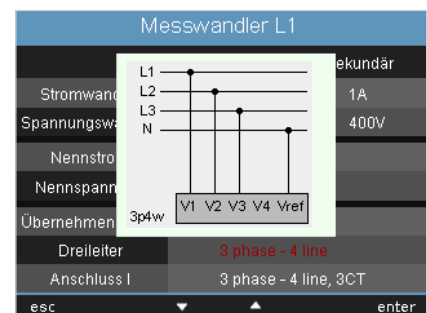 Messwandler L1
ekundär
Stromwand
1A
Spannungswa
400V
Nennstro
Nennspann
Übernehmen
Dreileiter
3 phase - 4 line
Anschluss I
3 phase - 4 line, 3CT
L1
L2
L3
N
V1 V2 V3 V4 Vref
3p4w
esc
enter